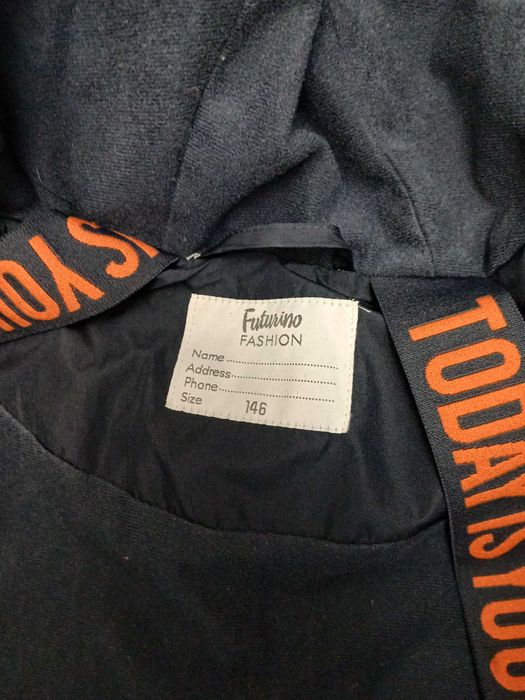 Futurino
FASHION
Name
Address
Phone
Size 146
IS YOU
TODAY IS YOU